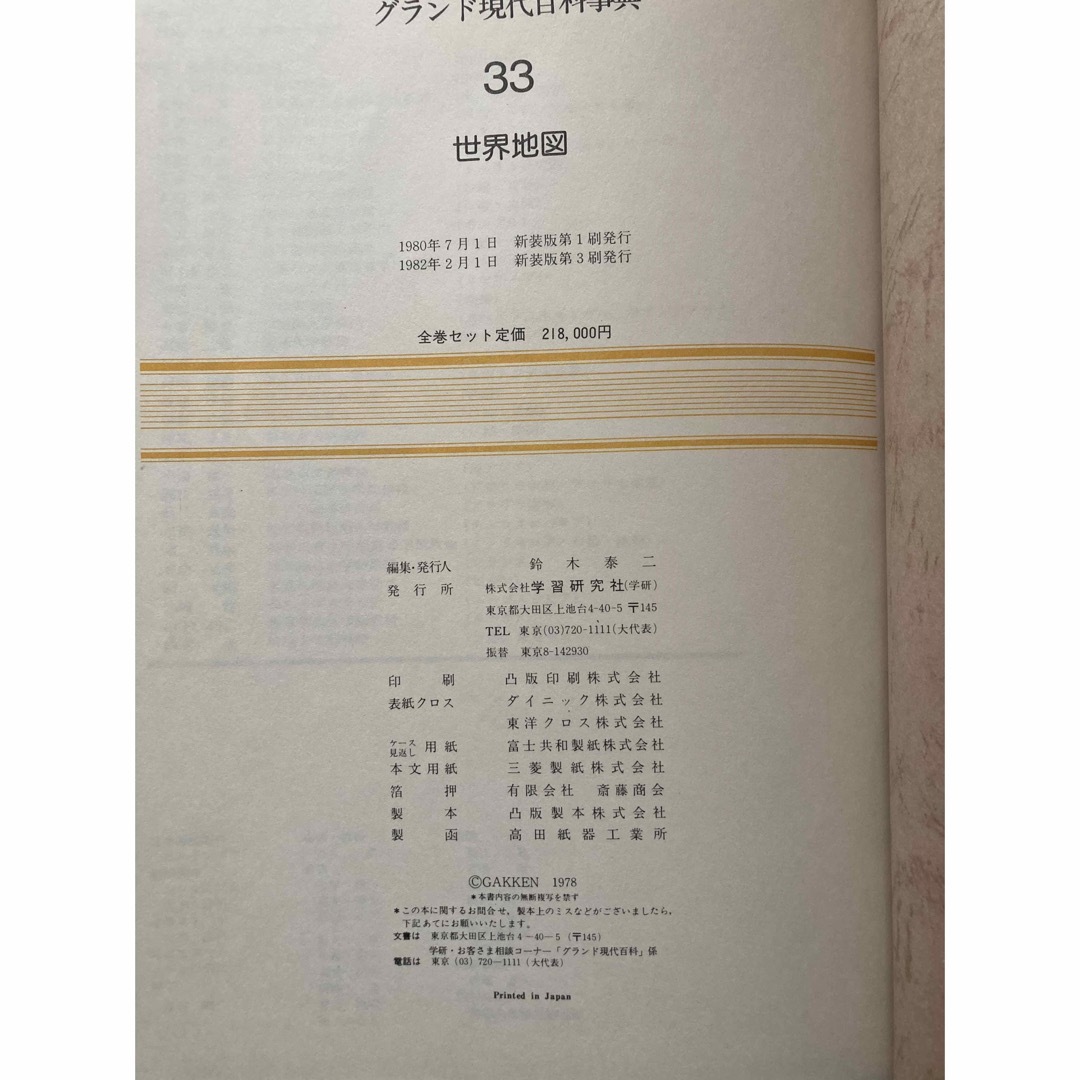 グランド現代百科事典
33
世界地図
1980年7月1日 新装版第1刷発行
1982年2月1日 新装版第3刷発行
全巻セット定価 218,000円
編集・発行人 鈴木泰二
発行所 株式会社学習研究社(学研)
東京都大田区上池台4-40-5 〒145
TEL 東京(03)720-1111(大代表)
振替 東京8-142930
印刷 凸版印刷株式会社
表紙クロス ダイニック株式会社
東洋クロス株式会社
ケース見返し用紙 富士共和製紙株式会社
本文用紙 三菱製紙株式会社
箔押 有限会社 斎藤商会
製本 凸版製本株式会社
製函 高田紙器工業所
©GAKKEN 1978
*本書内容の無断複写を禁ず
*この本に関するお問合せ、製本上のミスなどがございましたら、
下記あてにお願いいたします。
文書は 東京都大田区上池台4-40-5(〒145)
学研・お客さま相談コーナー「グランド現代百科」係
電話は 東京(03)720-1111(大代表)
Printed in Japan